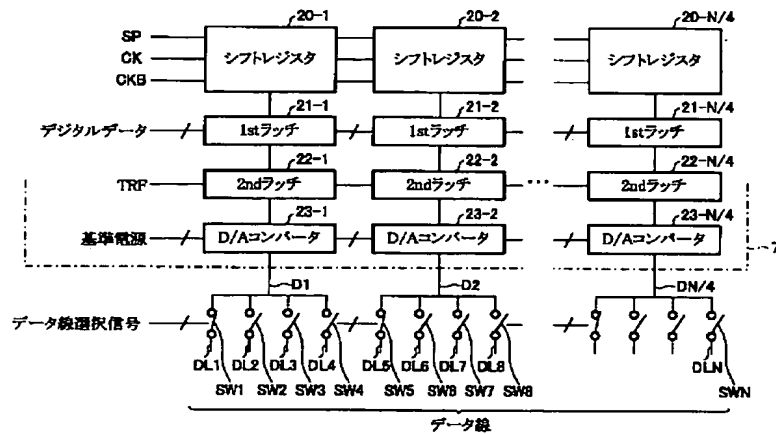 20-1 20-2 20-N/4
SP
CK
CKB
シフトレジスタ シフトレジスタ シフトレジスタ
21-1 21-2 21-N/4
デジタルデータ 1stラッチ 1stラッチ 1stラッチ
22-1 22-2 22-N/4
TRF 2ndラッチ 2ndラッチ … 2ndラッチ
23-1 23-2 23-N/4
基準電源 D/Aコンバータ D/Aコンバータ D/Aコンバータ 7
D1 D2 DN/4
データ線選択信号
DL1 DL2 DL3 DL4 DL5 DL6 DL7 DL8 DLN
SW1 SW2 SW3 SW4 SW5 SW6 SW7 SW8 SWN
データ線